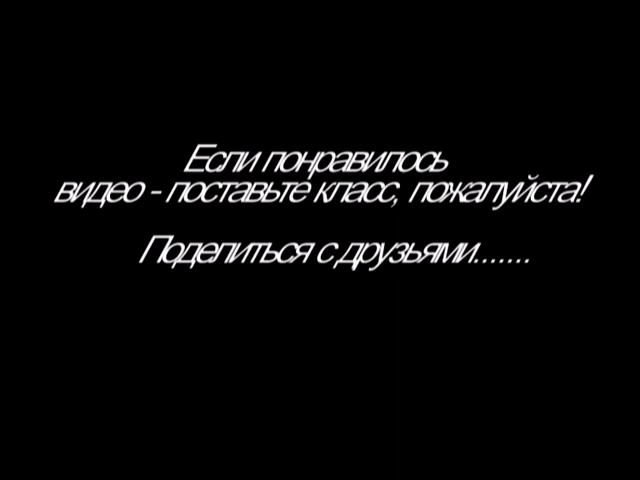 Если понравилось
видео - поставьте класс, пожалуйста!
Поделиться с друзьями.......